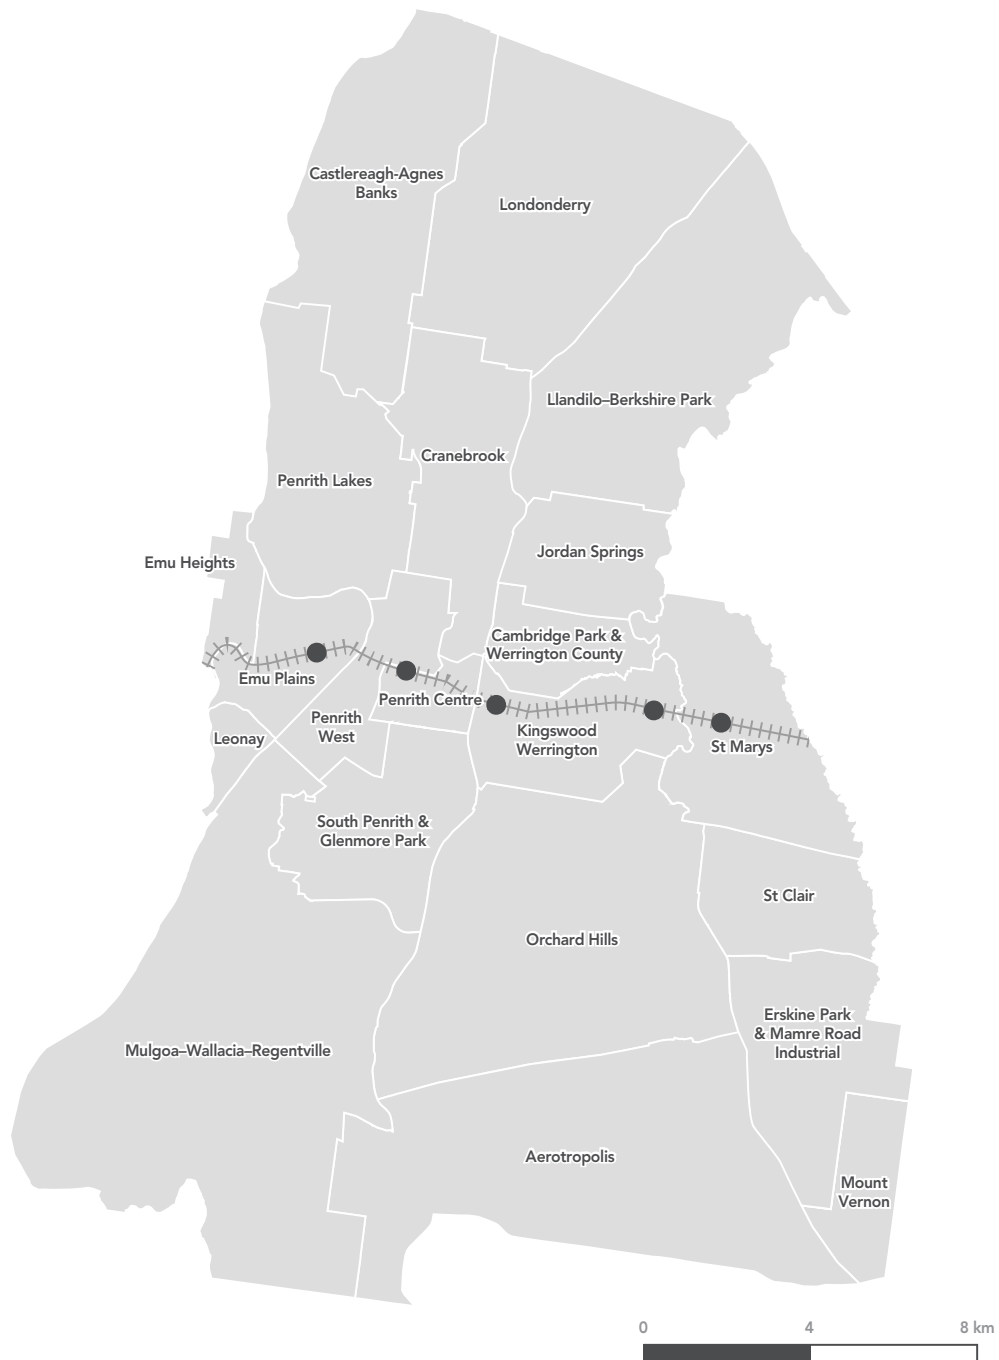 Castlereagh-Agnes
Banks
Londonderry
Llandilo–Berkshire Park
Cranebrook
Penrith Lakes
Jordan Springs
Emu Heights
Cambridge Park &
Werrington County
Emu Plains
Penrith Centre
Penrith
West
Leonay
Kingswood
Werrington
St Marys
South Penrith &
Glenmore Park
St Clair
Orchard Hills
Erskine Park
& Mamre Road
Industrial
Mulgoa–Wallacia–Regentville
Aerotropolis
Mount
Vernon
0 4 8 km